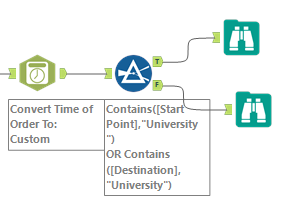 T
F
Convert Time of
Order To:
Custom
Contains([Start
Point],"University
")
OR Contains
([Destination],
"University")